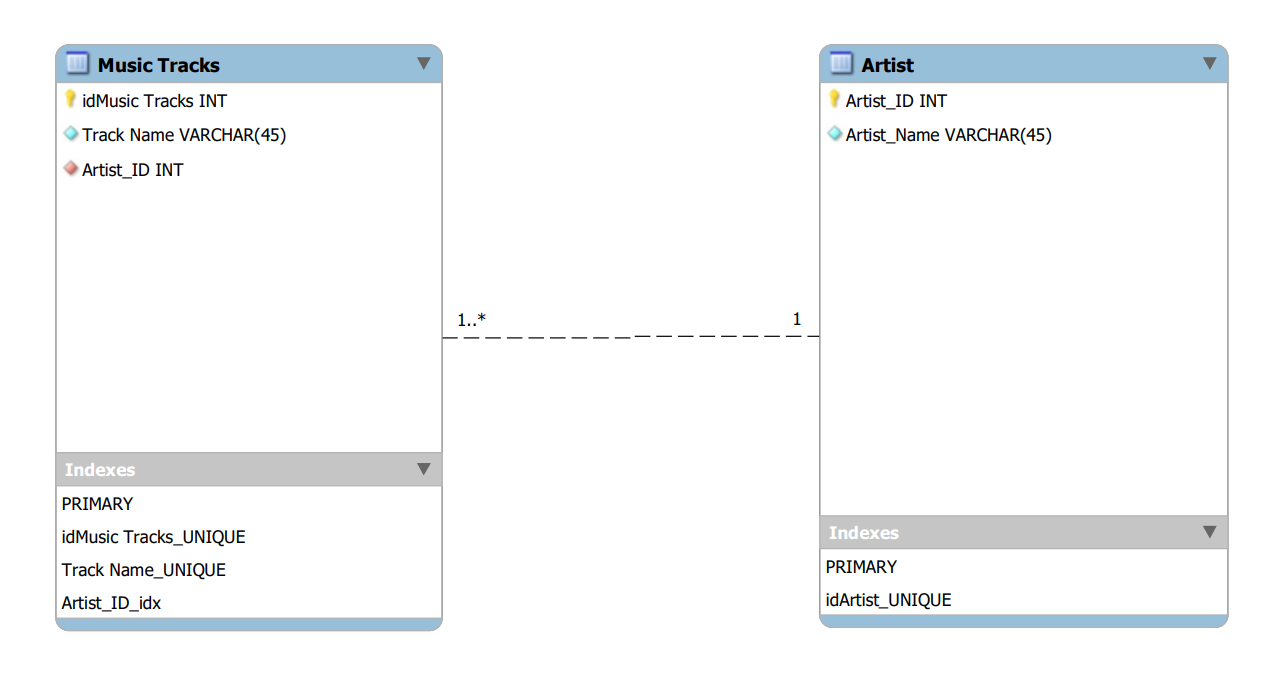 Music Tracks
idMusic Tracks INT
Track Name VARCHAR(45)
Artist_ID INT
Indexes
PRIMARY
idMusic Tracks_UNIQUE
Track Name_UNIQUE
Artist_ID_idx
1..*
1
Artist
Artist_ID INT
Artist_Name VARCHAR(45)
Indexes
PRIMARY
idArtist_UNIQUE